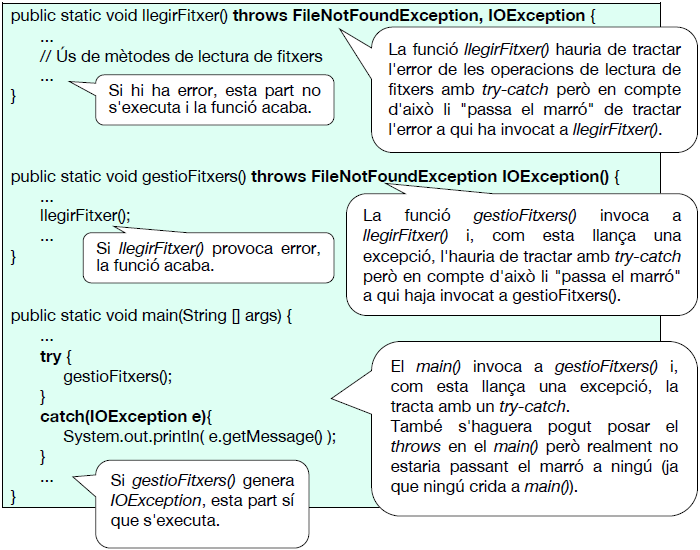 public static void llegirFitxer() throws FileNotFoundException, IOException {
...
// Ús de mètodes de lectura de fitxers
...
}
Si hi ha error, esta part no
s'executa i la funció acaba.
La funció llegirFitxer() hauria de tractar
l'error de les operacions de lectura de
fitxers amb try-catch però en compte
d'això li "passa el marró" de tractar
l'error a qui ha invocat a llegirFitxer().
public static void gestioFitxers() throws FileNotFoundException IOException() {
...
llegirFitxer();
...
}
Si llegirFitxer() provoca error,
la funció acaba.
La funció gestioFitxers() invoca a
llegirFitxer() i, com esta llança una
excepció, l'hauria de tractar amb try-catch
però en compte d'això li "passa el marró"
a qui haja invocat a gestioFitxers().
public static void main(String [] args) {
...
try {
gestioFitxers();
}
catch(IOException e){
System.out.println( e.getMessage() );
}
...
}
Si gestioFitxers() genera
IOException, esta part sí
que s'executa.
El main() invoca a gestioFitxers() i,
com esta llança una excepció, la
tracta amb un try-catch.
També s'haguera pogut posar el
throws en el main() però realment no
estaria passant el marró a ningú (ja
que ningú crida a main()).